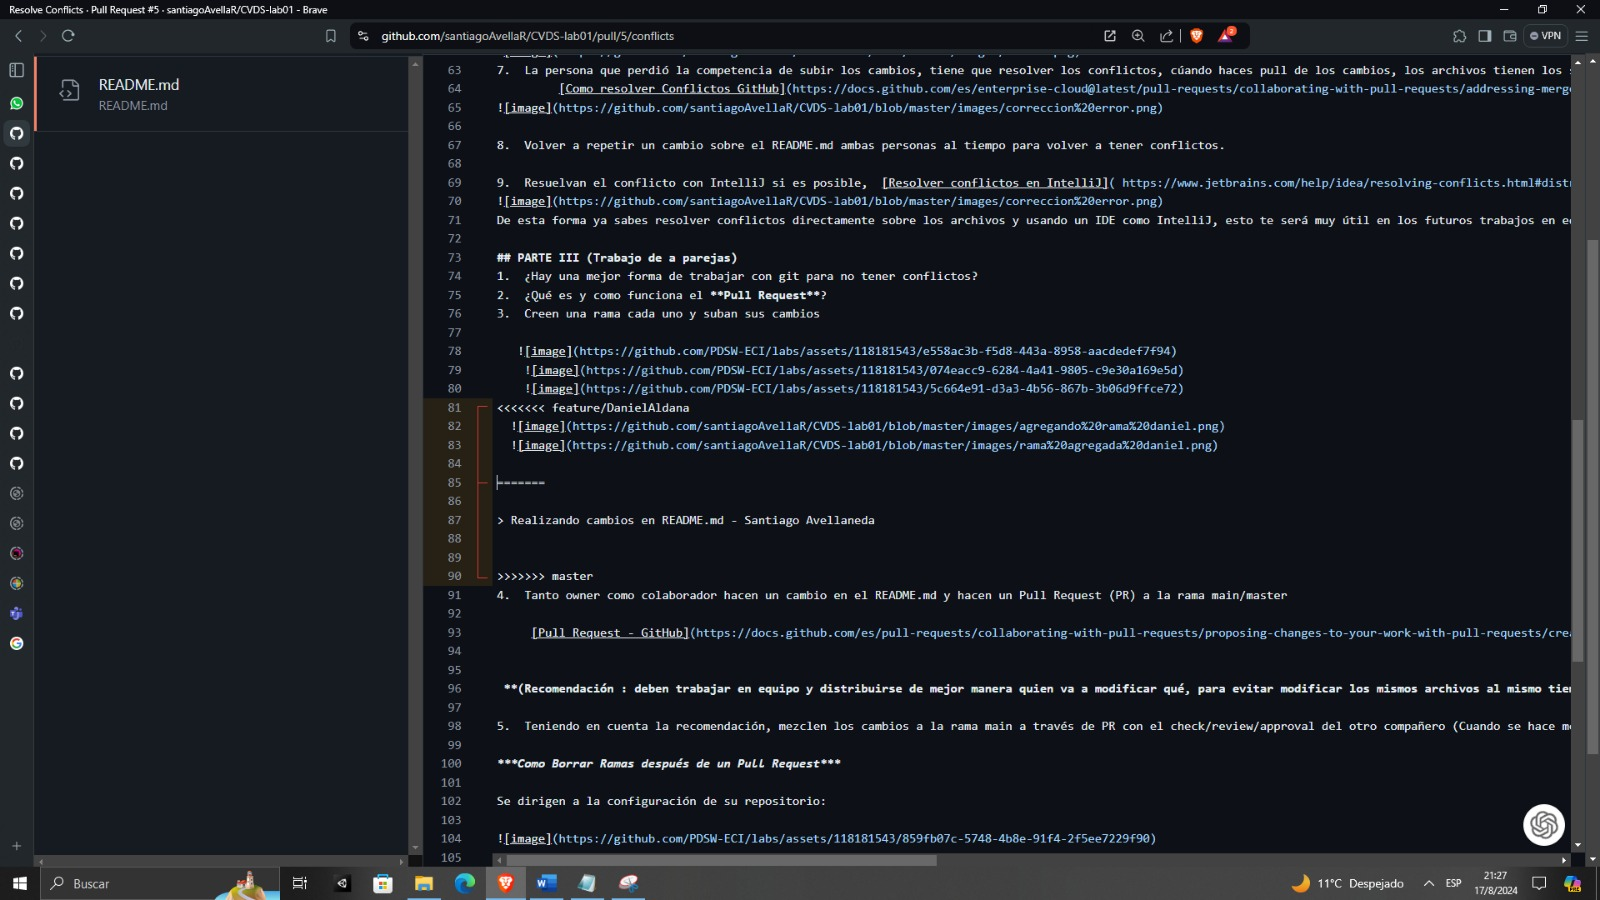 Resolve Conflicts · Pull Request #5 · santiagoAvellaR/CVDS-lab01 - Brave
github.com/santiagoAvellaR/CVDS-lab01/pull/5/conflicts
VPN
README.md
README.md
63 7. La persona que perdió la competencia de subir los cambios, tiene que resolver los conflictos, cúando haces pull de los cambios, los archivos tienen los
64 [Como resolver Conflictos GitHub](https://docs.github.com/es/enterprise-cloud@latest/pull-requests/collaborating-with-pull-requests/addressing-merg
65 ![image](https://github.com/santiagoAvellaR/CVDS-lab01/blob/master/images/correccion%20error.png)
66
67 8. Volver a repetir un cambio sobre el README.md ambas personas al tiempo para volver a tener conflictos.
68
69 9. Resuelvan el conflicto con IntelliJ si es posible, [Resolver conflictos en IntelliJ]( https://www.jetbrains.com/help/idea/resolving-conflicts.html#dist
70 ![image](https://github.com/santiagoAvellaR/CVDS-lab01/blob/master/images/correccion%20error.png)
71 De esta forma ya sabes resolver conflictos directamente sobre los archivos y usando un IDE como IntelliJ, esto te será muy útil en los futuros trabajos en e
72
73 ## PARTE III (Trabajo de a parejas)
74 1. ¿Hay una mejor forma de trabajar con git para no tener conflictos?
75 2. ¿Qué es y como funciona el **Pull Request**?
76 3. Creen una rama cada uno y suban sus cambios
77
78 ![image](https://github.com/PDSW-ECI/labs/assets/118181543/e558ac3b-f5d8-443a-8958-aacdedef7f94)
79 ![image](https://github.com/PDSW-ECI/labs/assets/118181543/074eacc9-6284-4a41-9805-c9e30a169e5d)
80 ![image](https://github.com/PDSW-ECI/labs/assets/118181543/5c664e91-d3a3-4b56-867b-3b06d9ffce72)
81 <<<<<<< feature/DanielAldana
82 ![image](https://github.com/santiagoAvellaR/CVDS-lab01/blob/master/images/agregando%20rama%20daniel.png)
83 ![image](https://github.com/santiagoAvellaR/CVDS-lab01/blob/master/images/rama%20agregada%20daniel.png)
84
85 =======
86
87 > Realizando cambios en README.md - Santiago Avellaneda
88
89
90 >>>>>>> master
91 4. Tanto owner como colaborador hacen un cambio en el README.md y hacen un Pull Request (PR) a la rama main/master
92
93 [Pull Request - GitHub](https://docs.github.com/es/pull-requests/collaborating-with-pull-requests/proposing-changes-to-your-work-with-pull-requests/cre
94
95
96 **(Recomendación : deben trabajar en equipo y distribuirse de mejor manera quien va a modificar qué, para evitar modificar los mismos archivos al mismo tie
97
98 5. Teniendo en cuenta la recomendación, mezclen los cambios a la rama main a través de PR con el check/review/approval del otro compañero (Cuando se hace m
99
100 ***Como Borrar Ramas después de un Pull Request***
101
102 Se dirigen a la configuración de su repositorio:
103
104 ![image](https://github.com/PDSW-ECI/labs/assets/118181543/859fb07c-5748-4b8e-91f4-2f5ee7229f90)
105
Buscar
11°C Despejado
ESP
21:27
17/8/2024